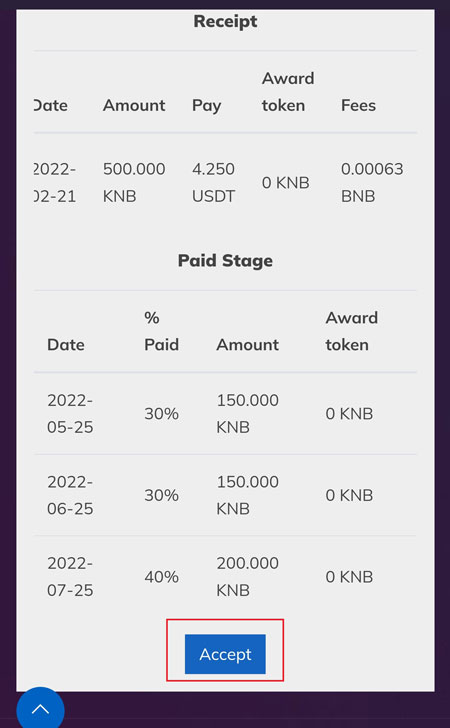 Receipt
Award
Date Amount Pay token Fees
2022- 500.000 4.250 0.00063
0 KNB
02-21 KNB USDT BNB
Paid Stage
% Award
Date Paid Amount token
2022- 150.000
30% 0 KNB
05-25 KNB
2022- 150.000
30% 0 KNB
06-25 KNB
2022- 200.000
40% 0 KNB
07-25 KNB
Accept